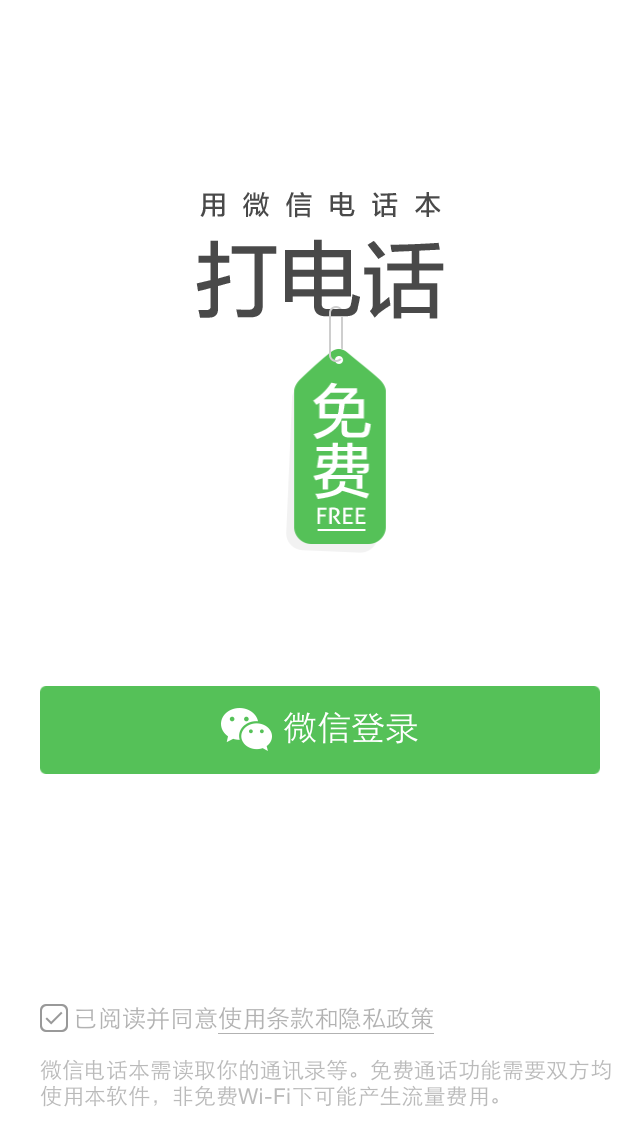 用微信电话本
打电话
免
费
FREE
微信登录
已阅读并同意使用条款和隐私政策
微信电话本需读取你的通讯录等。免费通话功能需要双方均
使用本软件，非免费Wi-Fi下可能产生流量费用。